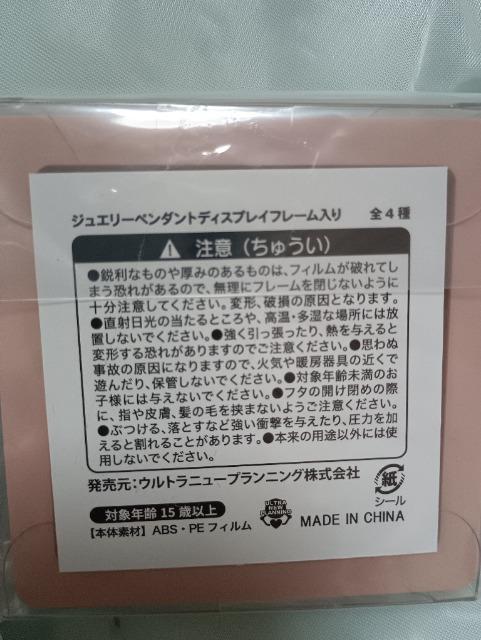 ジュエリーペンダントディスプレイフレーム入り 全4種
注意（ちゅうい）
●鋭利なものや厚みのあるものは、フィルムが破れてし
まう恐れがあるので、無理にフレームを閉じないように
十分注意してください。変形、破損の原因となります。
●直射日光の当たるところや、高温・多湿な場所には放
置しないでください。●強く引っ張ったり、熱を与えると
変形する恐れがありますのでご注意ください。●思わぬ
事故の原因になりますので、火気や暖房器具の近くで
遊んだり、保管しないでください。●対象年齢未満のお
子様には与えないでください。●フタの開け閉めの際
に、指や皮膚、髪の毛を挟まないようご注意ください。
●ぶつける、落とすなど強い衝撃を与えたり、圧力を加
えると割れることがあります。●本来の用途以外には使
用しないでください。
発売元：ウルトラニュープランニング株式会社
紙
シール
対象年齢15歳以上
【本体素材】ABS・PEフィルム
ULTRA
NEW
PLANNING
MADE IN CHINA